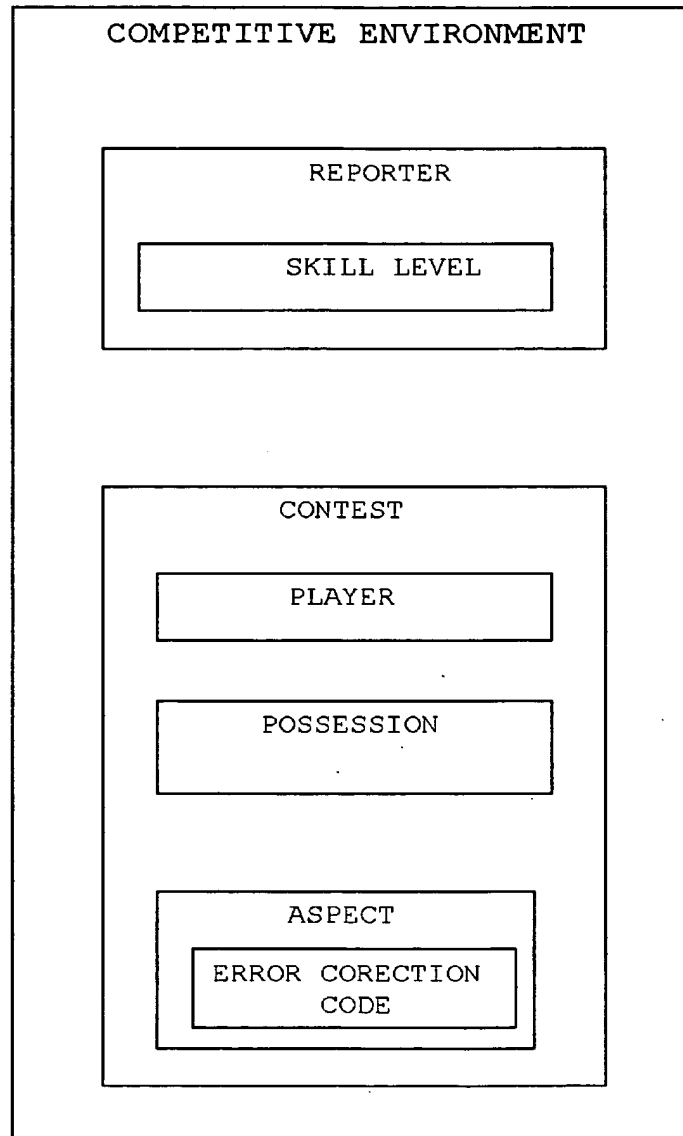 COMPETITIVE ENVIRONMENT
REPORTER
SKILL LEVEL
CONTEST
PLAYER
POSSESSION
ASPECT
ERROR CORECTION
CODE